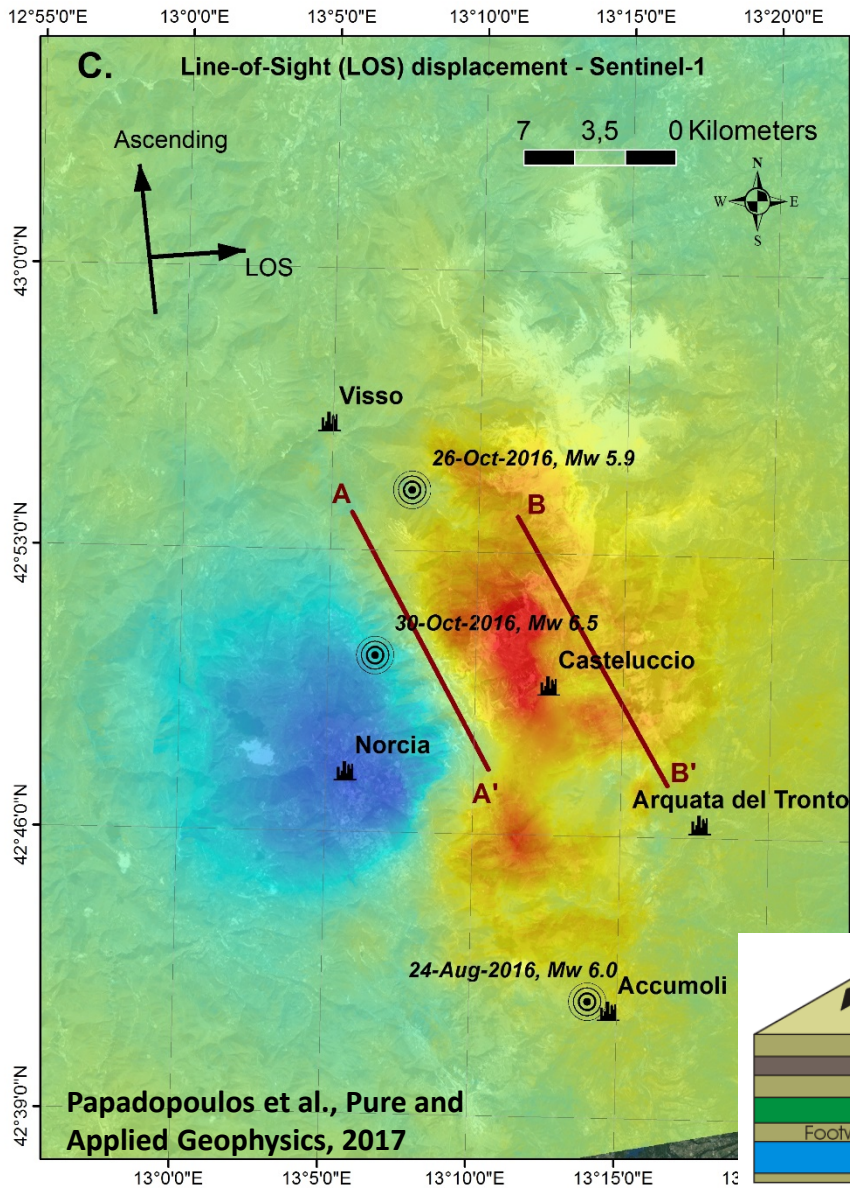 12°55'0"E 13°0'0"E 13°5'0"E 13°10'0"E 13°15'0"E 13°20'0"E
C. Line-of-Sight (LOS) displacement - Sentinel-1
7 3,5 0 Kilometers
Ascending
N
W E
S
LOS
43°0'0"N
Visso
26-Oct-2016, Mw 5.9
A
B
42°53'0"N
30-Oct-2016, Mw 6.5
Casteluccio
Norcia
A'
B'
Arquata del Tronto
42°46'0"N
24-Aug-2016, Mw 6.0
Accumoli
42°39'0"N
Papadopoulos et al., Pure and
Applied Geophysics, 2017
Footw
13°0'0"E 13°5'0"E 13°10'0"E 13°15'0"E 13